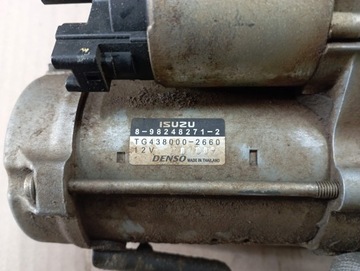 ISUZU
8-98248271-2
TG438000-2660
12V
DENSO MADE IN THAILAND